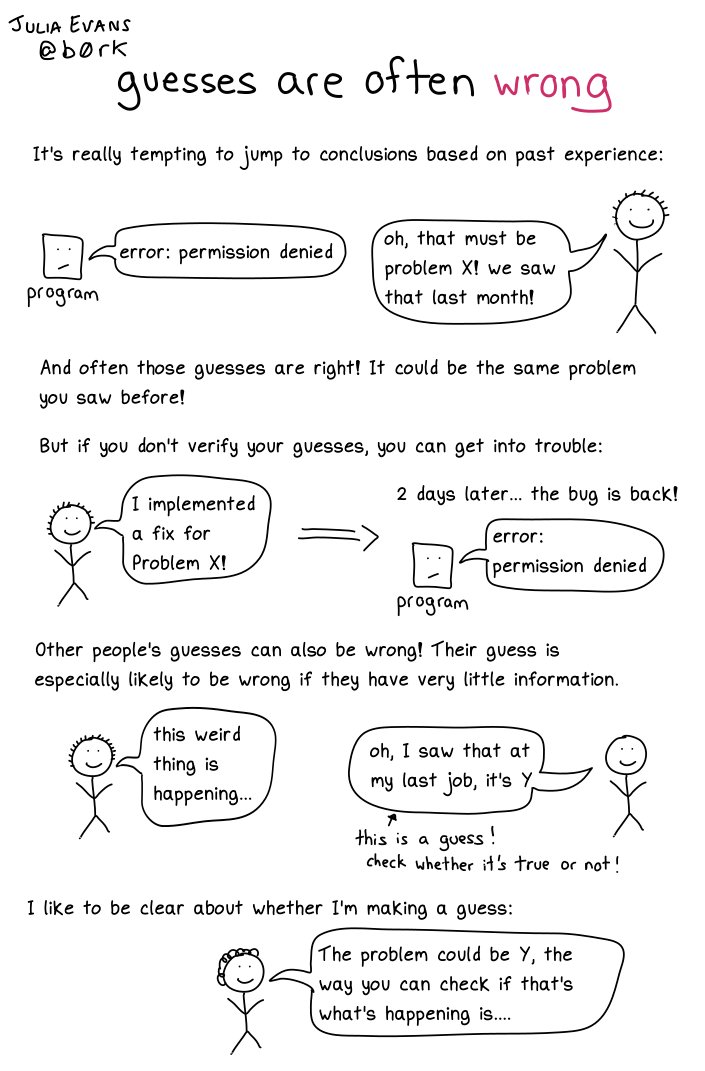 JULIA EVANS
@b0rk
guesses are often wrong
It's really tempting to jump to conclusions based on past experience:
error: permission denied
program
oh, that must be
problem X! we saw
that last month!
And often those guesses are right! It could be the same problem
you saw before!
But if you don't verify your guesses, you can get into trouble:
I implemented
a fix for
Problem X!
2 days later... the bug is back!
error:
permission denied
program
Other people's guesses can also be wrong! Their guess is
especially likely to be wrong if they have very little information.
this weird
thing is
happening...
oh, I saw that at
my last job, it's Y
this is a guess!
check whether it's true or not!
I like to be clear about whether I'm making a guess:
The problem could be Y, the
way you can check if that's
what's happening is....